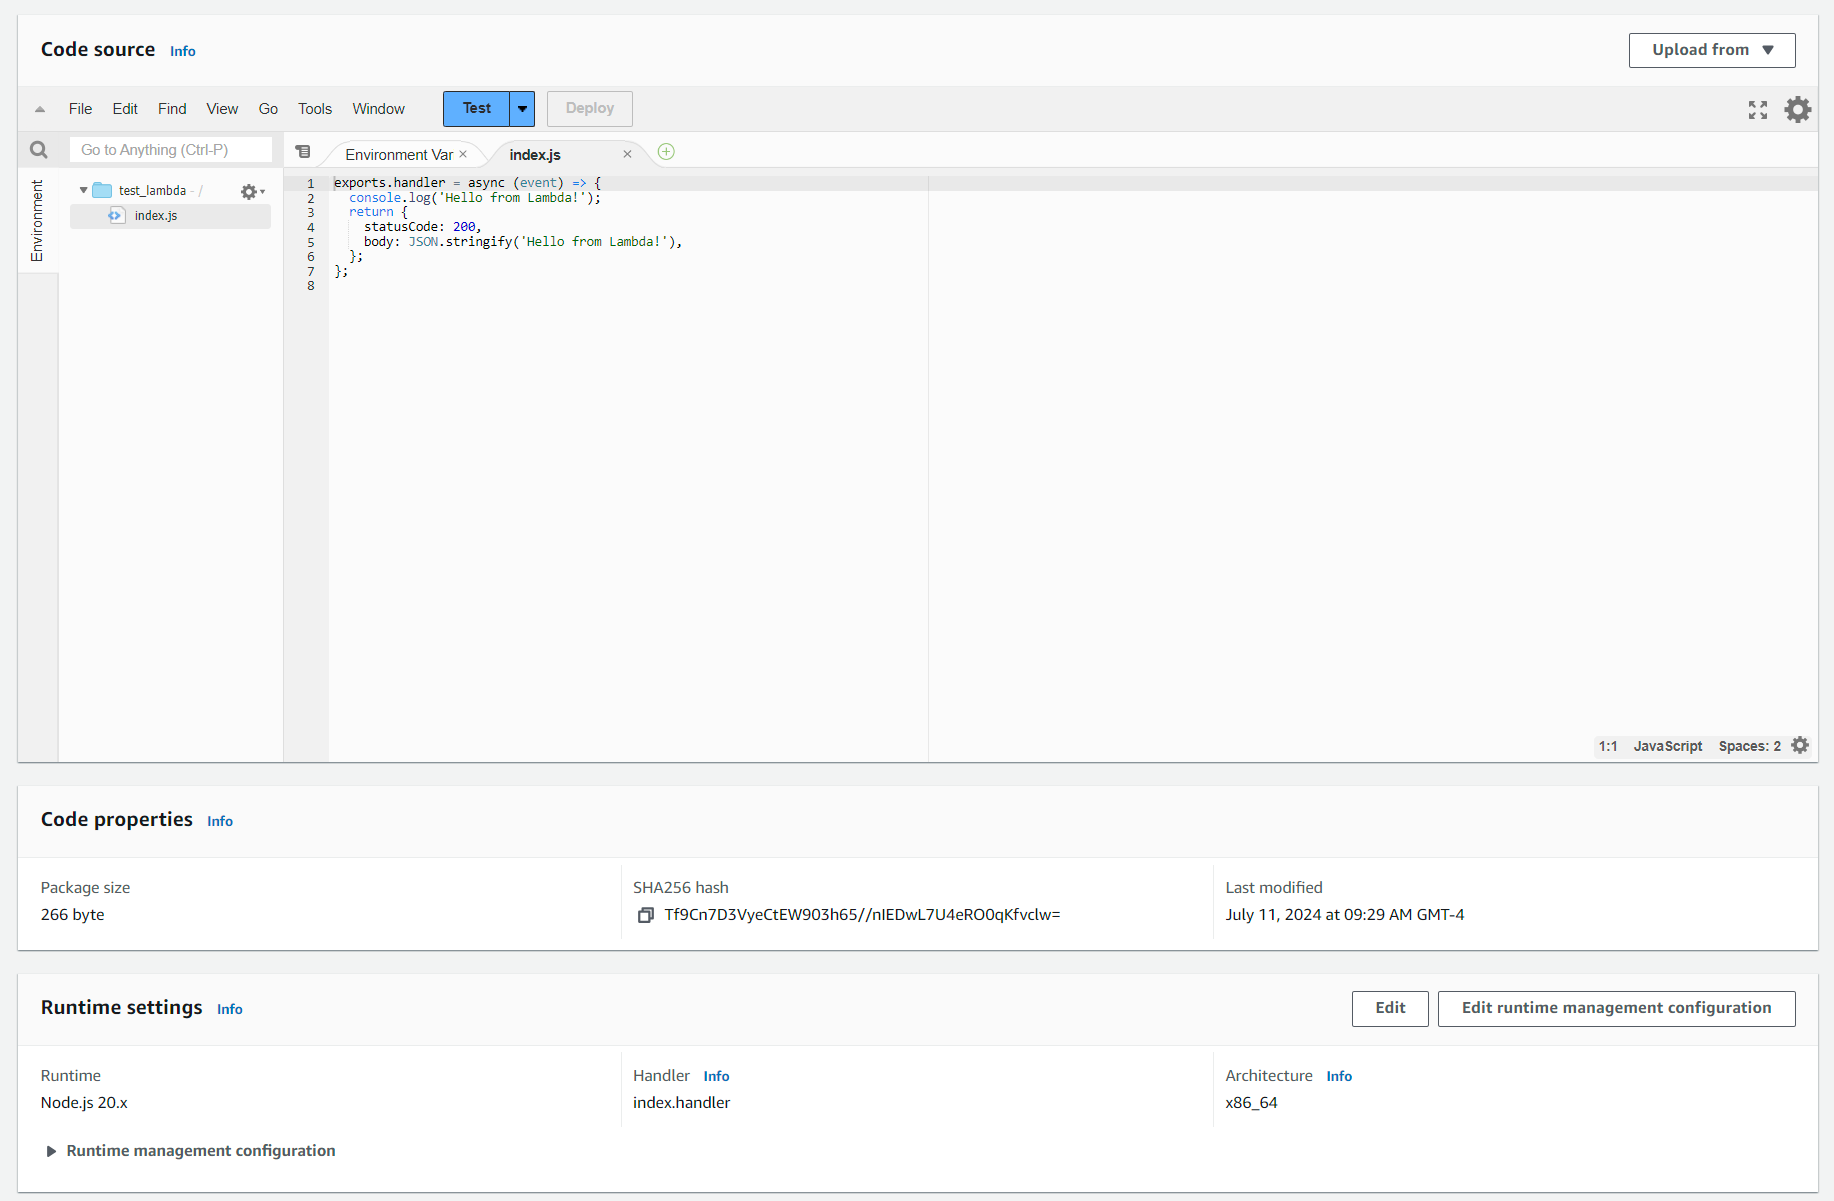 Code source Info
Upload from
File Edit Find View Go Tools Window Test Deploy
Go to Anything (Ctrl-P)
Environment Var × index.js ×
Environment
test_lambda - /
index.js
1 exports.handler = async (event) => {
2 console.log('Hello from Lambda!');
3 return {
4 statusCode: 200,
5 body: JSON.stringify('Hello from Lambda!'),
6 };
7 };
8
1:1 JavaScript Spaces: 2
Code properties Info
Package size
266 byte
SHA256 hash
Tf9Cn7D3VyeCtEW903h65//nIEDwL7U4eRO0qKfvclw=
Last modified
July 11, 2024 at 09:29 AM GMT-4
Runtime settings Info
Edit
Edit runtime management configuration
Runtime
Node.js 20.x
Handler Info
index.handler
Architecture Info
x86_64
Runtime management configuration